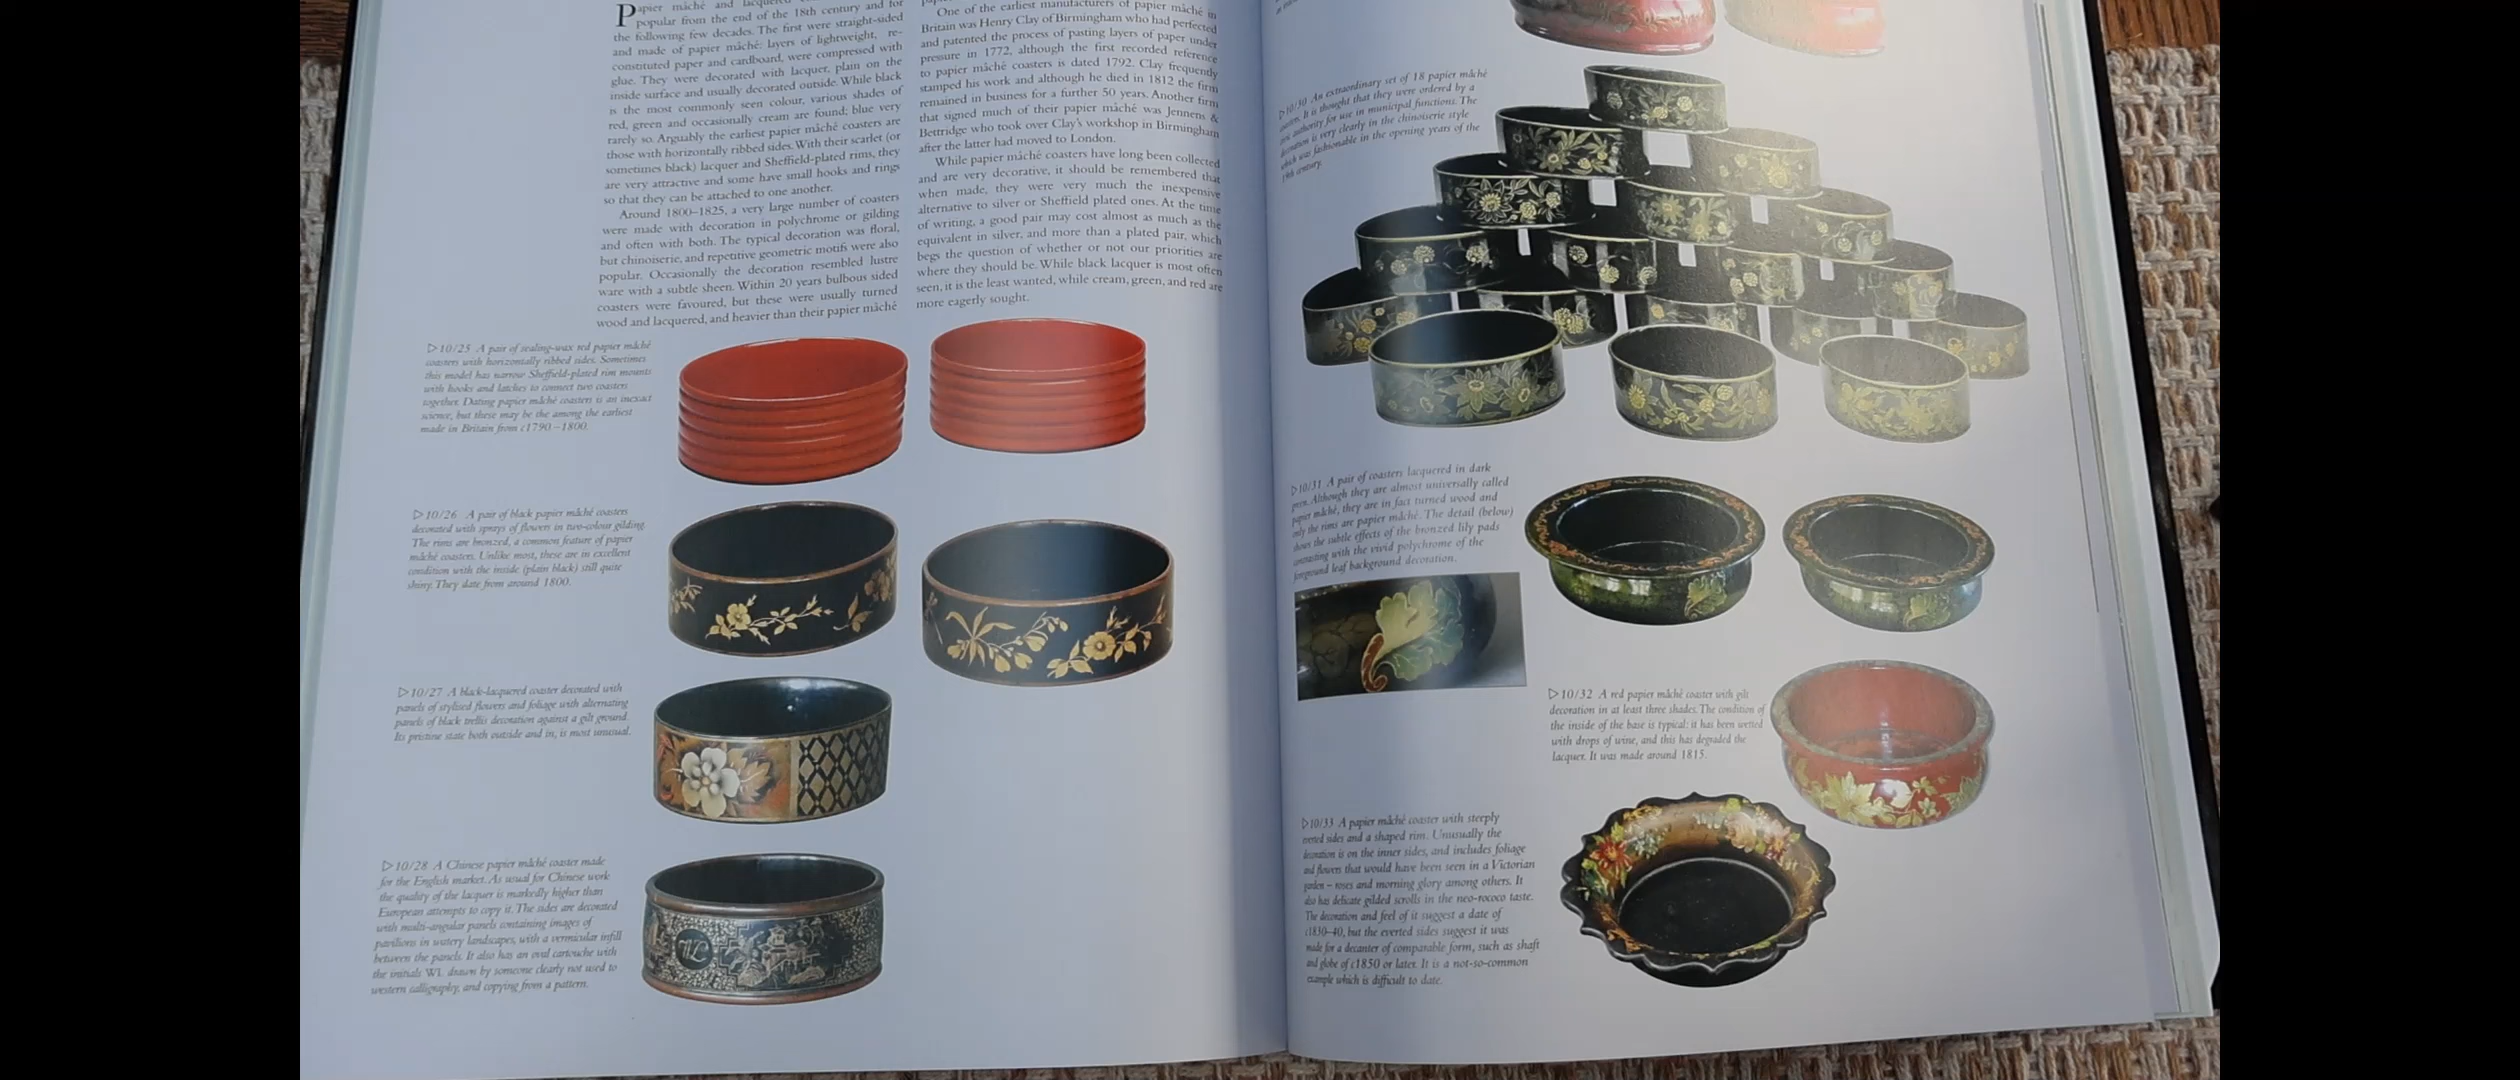 Papier mâché and lacquered
popular from the end of the 18th century and for
the following few decades. The first were straight-sided
and made of papier mâché: layers of lightweight, re-
constituted paper and cardboard, were compressed with
glue. They were decorated with lacquer, plain on the
inside surface and usually decorated outside. While black
is the most commonly seen colour, various shades of
red, green and occasionally cream are found; blue very
rarely so. Arguably the earliest papier mâché coasters are
those with horizontally ribbed sides. With their scarlet (or
sometimes black) lacquer and Sheffield-plated rims, they
are very attractive and some have small hooks and rings
so that they can be attached to one another.
Around 1800–1825, a very large number of coasters
were made with decoration in polychrome or gilding
and often with both. The typical decoration was floral,
but chinoiserie, and repetitive geometric motifs were also
popular. Occasionally the decoration resembled lustre
ware with a subtle sheen. Within 20 years bulbous sided
coasters were favoured, but these were usually turned
wood and lacquered, and heavier than their papier mâché
One of the earliest manufacturers of papier mâché in
Britain was Henry Clay of Birmingham who had perfected
and patented the process of pasting layers of paper under
pressure in 1772, although the first recorded reference
to papier mâché coasters is dated 1792. Clay frequently
stamped his work and although he died in 1812 the firm
remained in business for a further 50 years. Another firm
that signed much of their papier mâché was Jennens &
Bettridge who took over Clay's workshop in Birmingham
after the latter had moved to London.
While papier mâché coasters have long been collected
and are very decorative, it should be remembered that
when made, they were very much the inexpensive
alternative to silver or Sheffield plated ones. At the time
of writing, a good pair may cost almost as much as the
equivalent in silver, and more than a plated pair, which
begs the question of whether or not our priorities are
where they should be. While black lacquer is most often
seen, it is the least wanted, while cream, green, and red are
more eagerly sought.
▷10/25 A pair of sealing-wax red papier mâché
coasters with horizontally ribbed sides. Sometimes
this model has narrow Sheffield-plated rim mounts
with hooks and latches to connect two coasters
together. Dating papier mâché coasters is an inexact
science, but these may be the among the earliest
made in Britain from c1790–1800.
▷10/26 A pair of black papier mâché coasters
decorated with sprays of flowers in two-colour gilding.
The rims are bronzed, a common feature of papier
mâché coasters. Unlike most, these are in excellent
condition with the inside (plain black) still quite
shiny. They date from around 1800.
▷10/27 A black-lacquered coaster decorated with
panels of stylised flowers and foliage with alternating
panels of black trellis decoration against a gilt ground.
Its pristine state both outside and in, is most unusual.
▷10/28 A Chinese papier mâché coaster made
for the English market. As usual for Chinese work
the quality of the lacquer is markedly higher than
European attempts to copy it. The sides are decorated
with multi-angular panels containing images of
pavilions in watery landscapes, with a vermicular infill
between the panels. It also has an oval cartouche with
the initials WL drawn by someone clearly not used to
western calligraphy, and copying from a pattern.
WL
▷10/30 An extraordinary set of 18 papier mâché
It is thought that they were ordered by a
authority for use in municipal functions. The
decoration is very clearly in the chinoiserie style
which was fashionable in the opening years of the
19th century.
▷10/31 A pair of coasters lacquered in dark
green. Although they are almost universally called
papier mâché, they are in fact turned wood and
only the rims are papier mâché. The detail (below)
shows the subtle effects of the bronzed lily pads
contrasting with the vivid polychrome of the
foreground leaf background decoration.
▷10/32 A red papier mâché coaster with gilt
decoration in at least three shades. The condition of
the inside of the base is typical: it has been wetted
with drops of wine, and this has degraded the
lacquer. It was made around 1815.
▷10/33 A papier mâché coaster with steeply
everted sides and a shaped rim. Unusually the
decoration is on the inner sides, and includes foliage
and flowers that would have been seen in a Victorian
garden – roses and morning glory among others. It
also has delicate gilded scrolls in the neo-rococo taste.
The decoration and feel of it suggest a date of
c1830–40, but the everted sides suggest it was
made for a decanter of comparable form, such as shaft
and globe of c1850 or later. It is a not-so-common
example which is difficult to date.